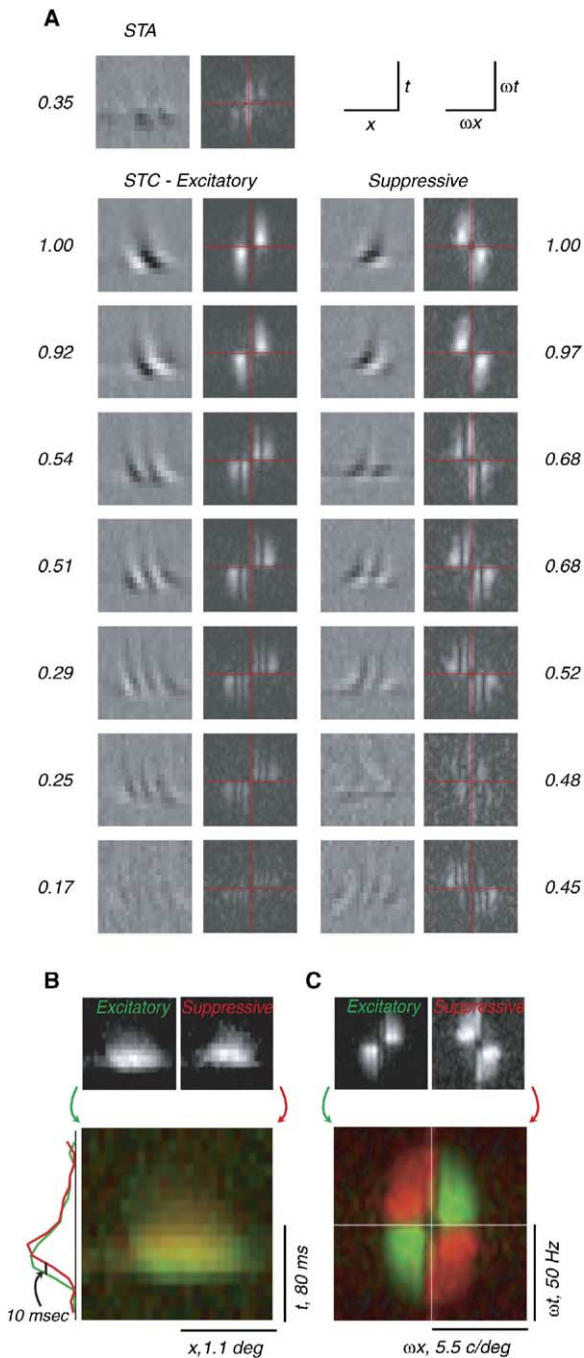 A
STA
0.35
t
x
ωt
ωx
STC - Excitatory
Suppressive
1.00
1.00
0.92
0.97
0.54
0.68
0.51
0.68
0.29
0.52
0.25
0.48
0.17
0.45
B
Excitatory
Suppressive
10 msec
t, 80 ms
x, 1.1 deg
C
Excitatory
Suppressive
ωt, 50 Hz
ωx, 5.5 c/deg